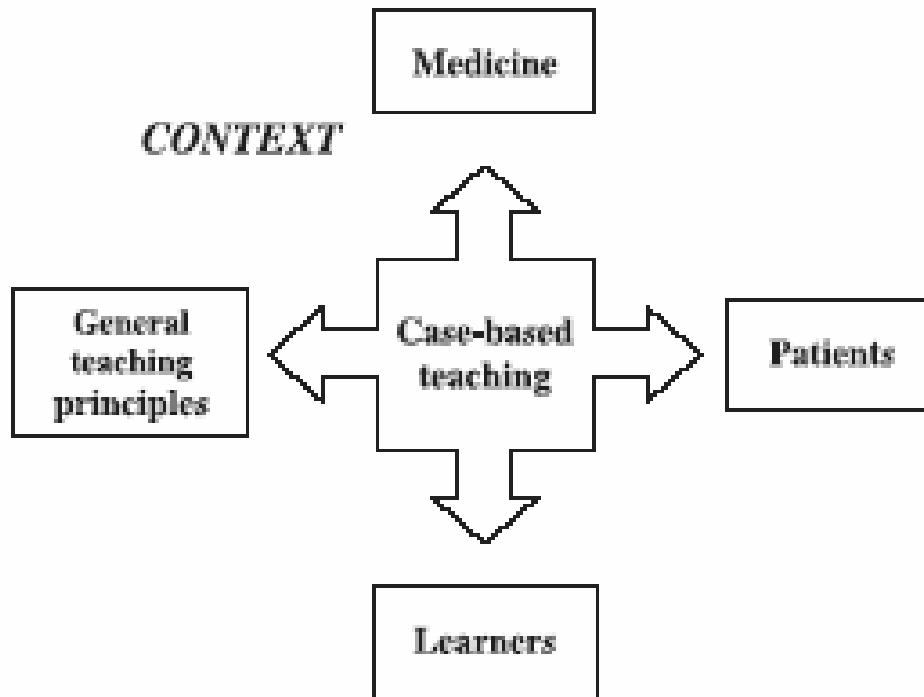 Medicine
CONTEXT
General
teaching
principles
Case-based
teaching
Patients
Learners